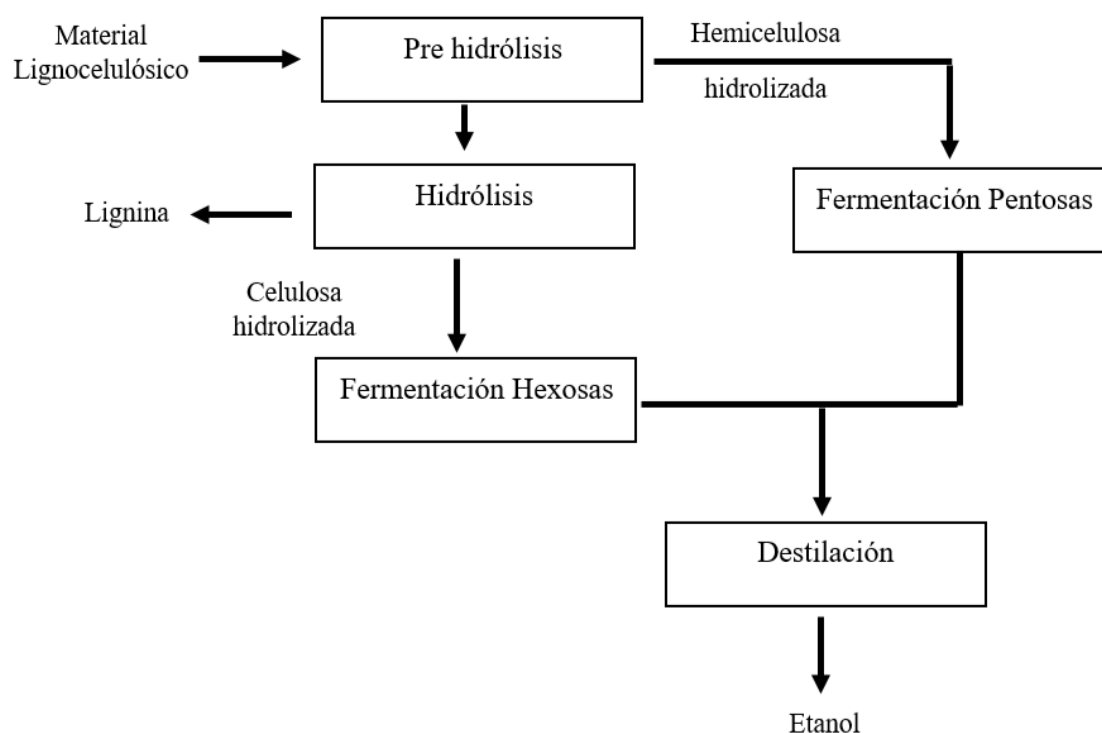 Material
Lignocelulósico
Pre hidrólisis
Hemicelulosa
hidrolizada
Hidrólisis
Fermentación Pentosas
Lignina
Celulosa
hidrolizada
Fermentación Hexosas
Destilación
Etanol